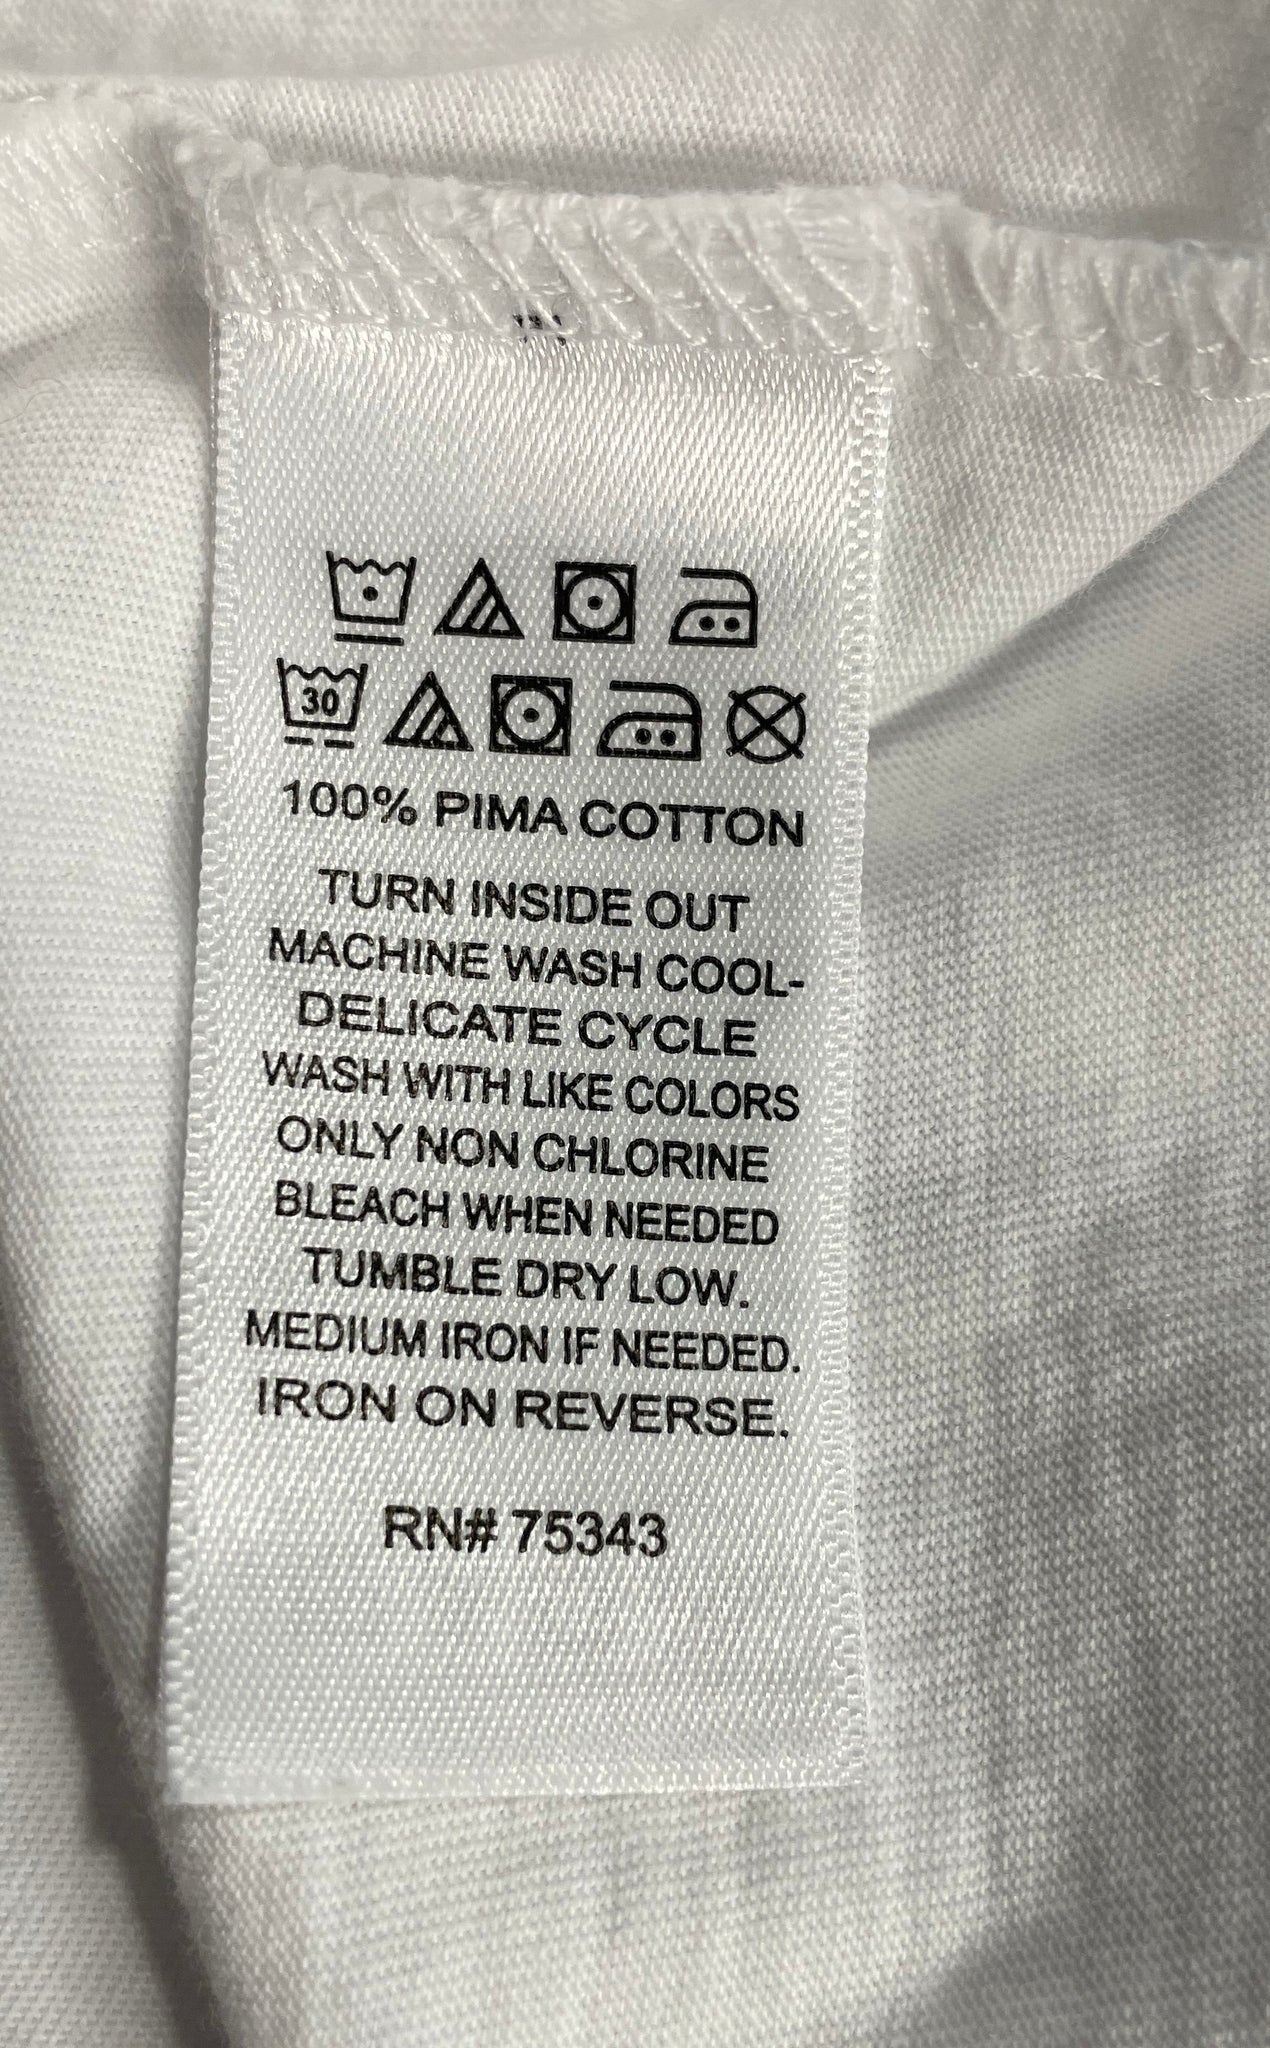 30
100% PIMA COTTON
TURN INSIDE OUT
MACHINE WASH COOL-
DELICATE CYCLE
WASH WITH LIKE COLORS
ONLY NON CHLORINE
BLEACH WHEN NEEDED
TUMBLE DRY LOW.
MEDIUM IRON IF NEEDED.
IRON ON REVERSE.
RN# 75343